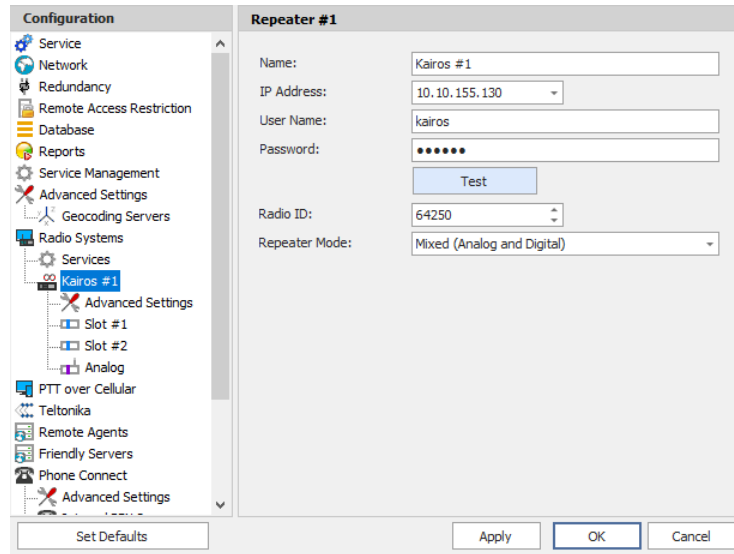 Configuration
Service
Network
Redundancy
Remote Access Restriction
Database
Reports
Service Management
Advanced Settings
Geocoding Servers
Radio Systems
Services
Kairos #1
Advanced Settings
Slot #1
Slot #2
Analog
PTT over Cellular
Teltonika
Remote Agents
Friendly Servers
Phone Connect
Advanced Settings
Set Defaults
Repeater #1
Name: Kairos #1
IP Address: 10.10.155.130
User Name: kairos
Password: ●●●●●●
Test
Radio ID: 64250
Repeater Mode: Mixed (Analog and Digital)
Apply OK Cancel